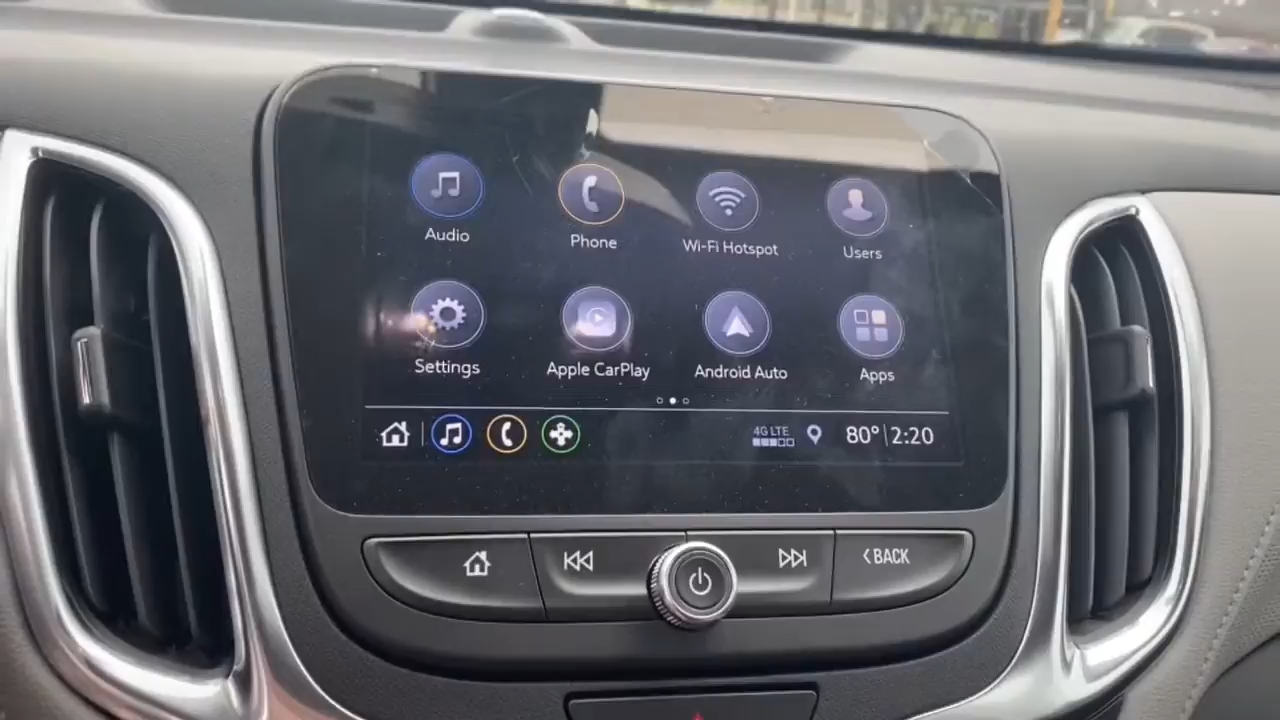 Audio Phone Wi-Fi Hotspot Users
Settings Apple CarPlay Android Auto Apps
4G LTE 80° 2:20
BACK